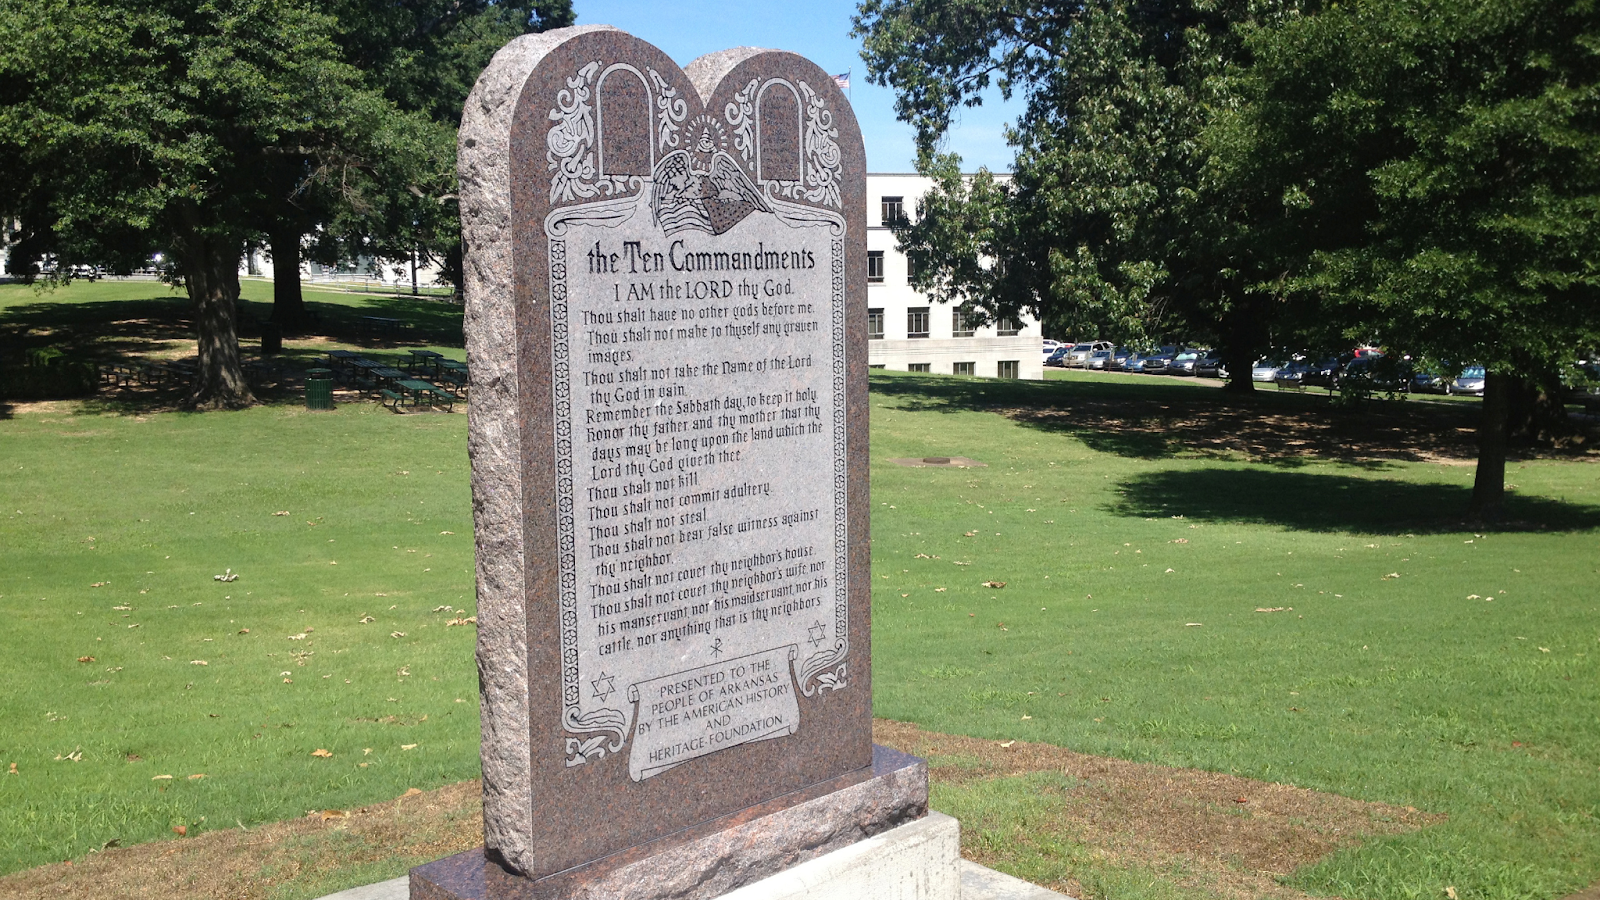 the Ten Commandments
I AM the LORD thy God.
Thou shalt have no other gods before me.
Thou shalt not make to thyself any graven
images.
Thou shalt not take the Name of the Lord
thy God in vain.
Remember the Sabbath day, to keep it holy.
Honor thy father and thy mother that thy
days may be long upon the land which the
Lord thy God giveth thee.
Thou shalt not kill.
Thou shalt not commit adultery.
Thou shalt not steal.
Thou shalt not bear false witness against
thy neighbor.
Thou shalt not covet thy neighbor's house.
Thou shalt not covet thy neighbor's wife, nor
his manservant, nor his maidservant, nor his
cattle, nor anything that is thy neighbors
PRESENTED TO THE
PEOPLE OF ARKANSAS
BY THE AMERICAN HISTORY
AND
HERITAGE FOUNDATION